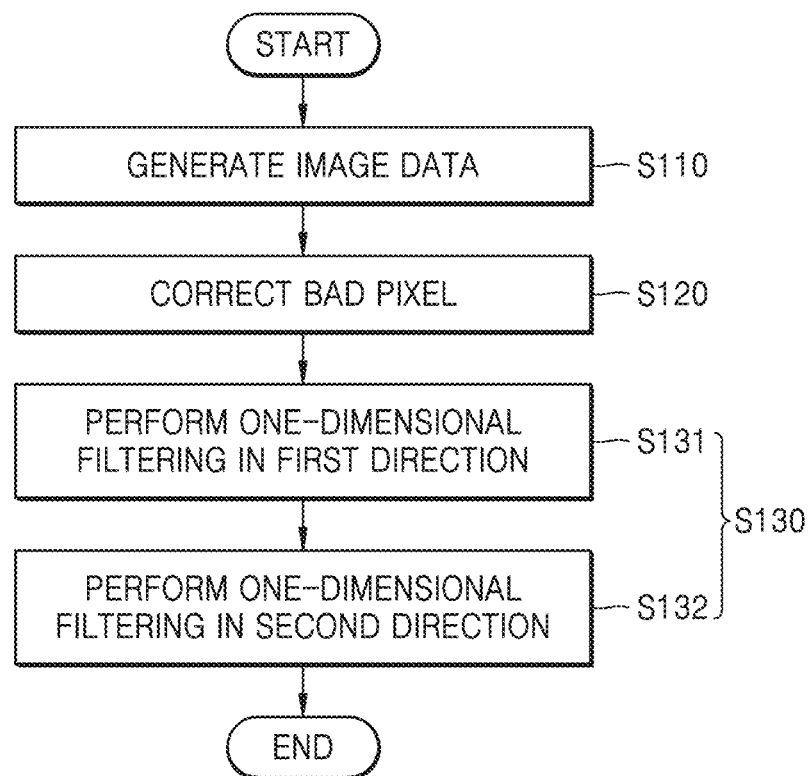 START
GENERATE IMAGE DATA
S110
CORRECT BAD PIXEL
S120
PERFORM ONE-DIMENSIONAL
FILTERING IN FIRST DIRECTION
S131
S130
PERFORM ONE-DIMENSIONAL
FILTERING IN SECOND DIRECTION
S132
END